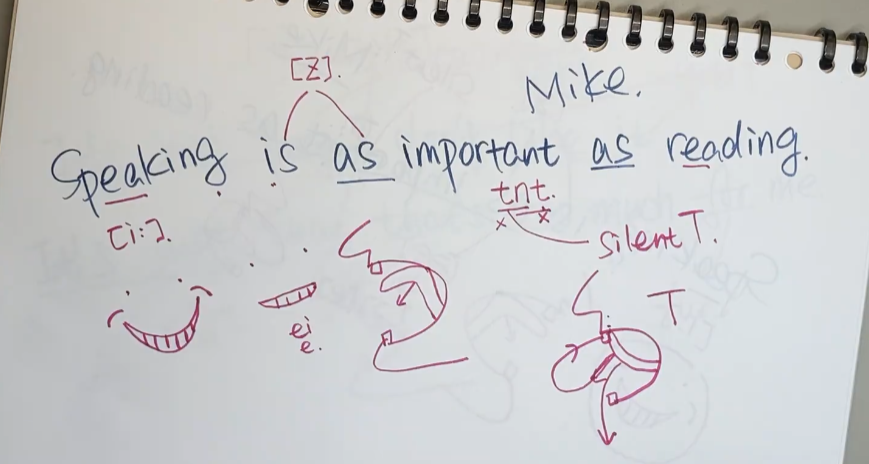 [Z].
Mike.
Speaking is as important as reading.
tnt.
x x
[i:].
silent T.
T
ei
e.